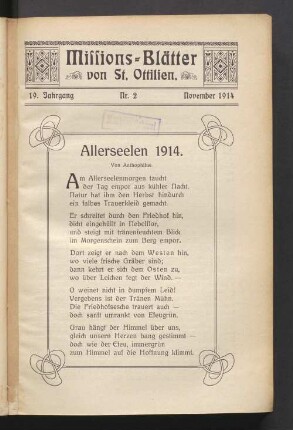 Missions-Blätter
von St. Ottilien.
19. Jahrgang Nr. 2 November 1914
Allerseelen 1914.
Von Anthophilus.
Am Allerseelenmorgen taucht
der Tag empor aus kühler Nacht.
Natur hat ihm den Herbst hindurch
ein falbes Trauerkleid gemacht.
Er schreitet durch den Friedhof hin,
dicht eingehüllt in Nebelflor,
und steigt mit tränenfeuchtem Blick
im Morgenschein zum Berg empor.
Dort zeigt er nach dem Westen hin,
wo viele frische Gräber sind;
dann kehrt er sich dem Osten zu,
wo über Leichen fegt der Wind.
O weinet nicht in dumpfem Leid!
Vergebens ist der Tränen Mühn.
Die Friedhofsesche trauert auch —
doch sanft umrankt von Efeugrün.
Grau hängt der Himmel über uns,
gleich unsern Herzen bang gestimmt —
doch wie der Efeu, immergrün
zum Himmel auf die Hoffnung klimmt.